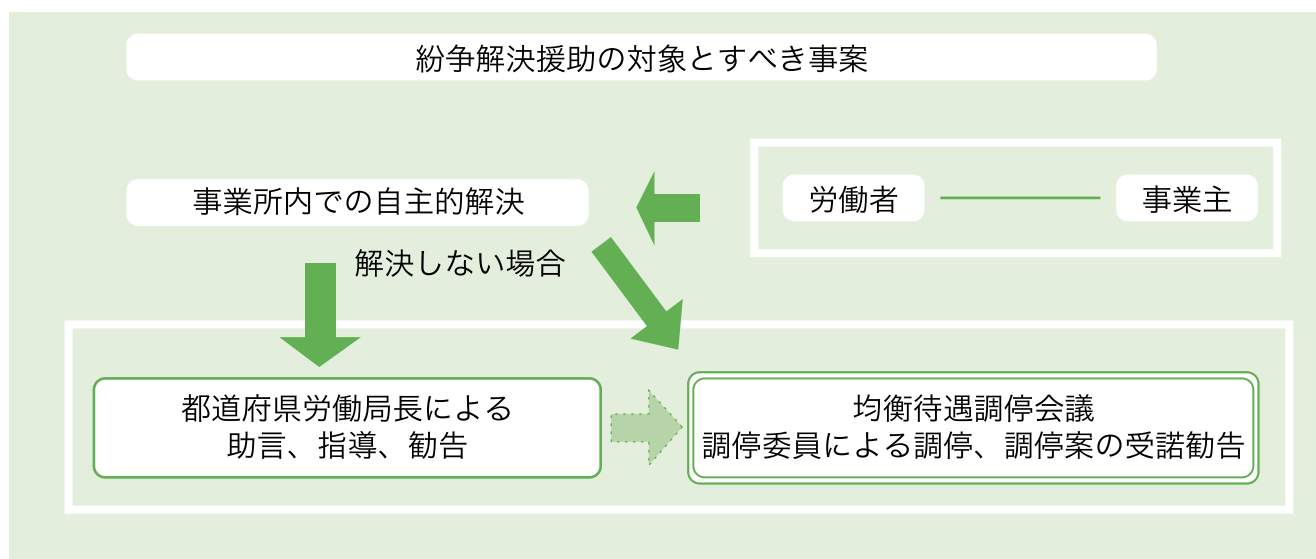 紛争解決援助の対象とすべき事案
労働者
事業主
事業所内での自主的解決
解決しない場合
都道府県労働局長による
助言、指導、勧告
均衡待遇調停会議
調停委員による調停、調停案の受諾勧告